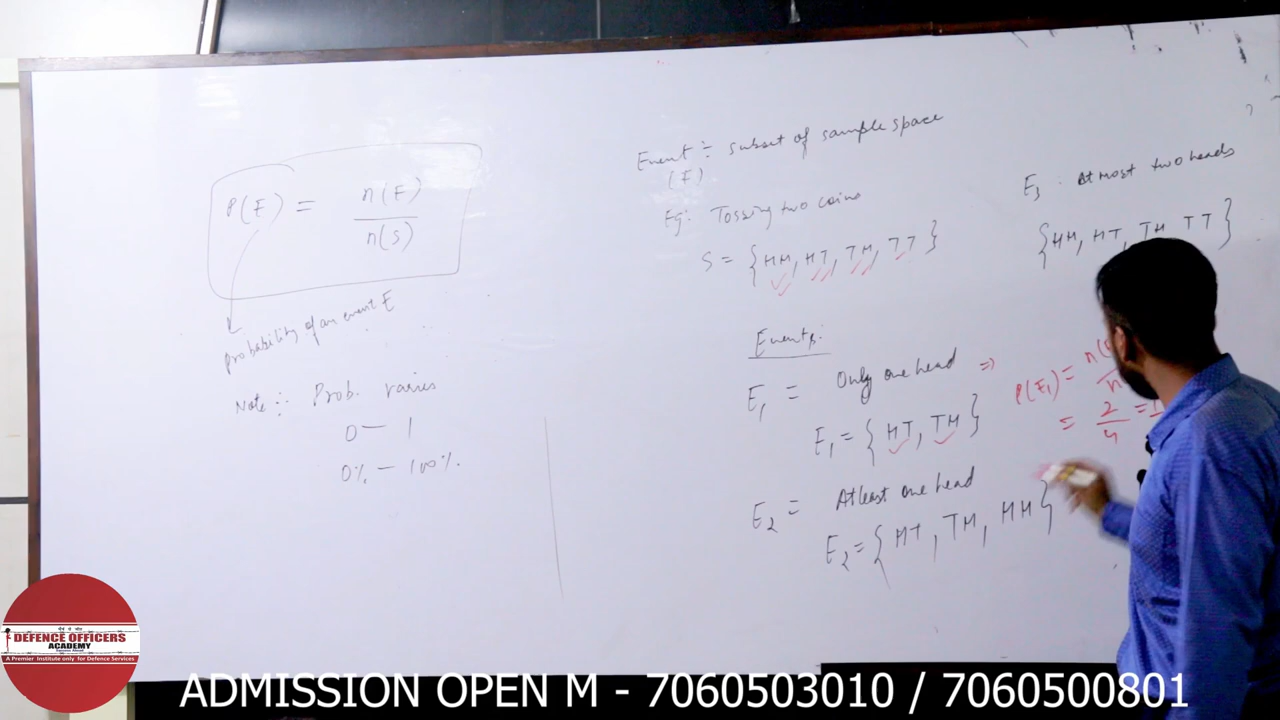 P(E) = n(E) / n(S)
probability of an event E
Note :- Prob. varies
0 — 1
0% — 100%.
Event :- subset of sample space
(E)
Eg:- Tossing two coins
S = {HH, HT, TH, TT}
Events:
E1 = Only one head ⇒
E1 = {HT, TH}
E2 = Atleast one head
E2 = {HT, TH, HH}
E3 : Atmost two heads
{HH, HT, TH, TT}
P(E1) =
= 2/4 =
DEFENCE OFFICERS
ACADEMY
A Premier Institute only for Defence Services
ADMISSION OPEN M - 7060503010 / 7060500801